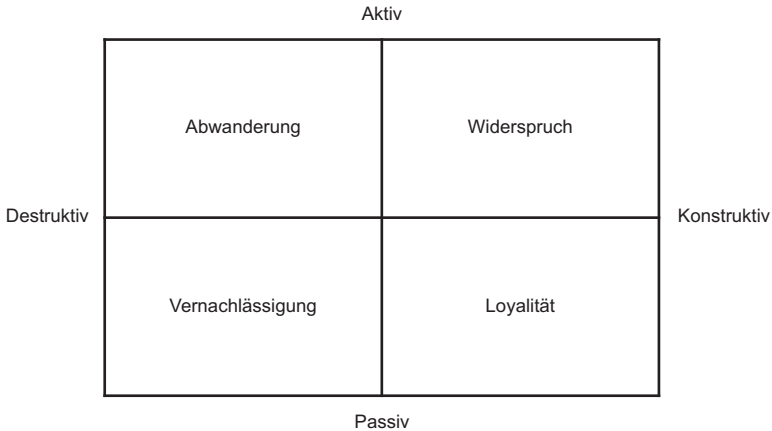 Aktiv
Abwanderung
Widerspruch
Destruktiv
Konstruktiv
Vernachlässigung
Loyalität
Passiv